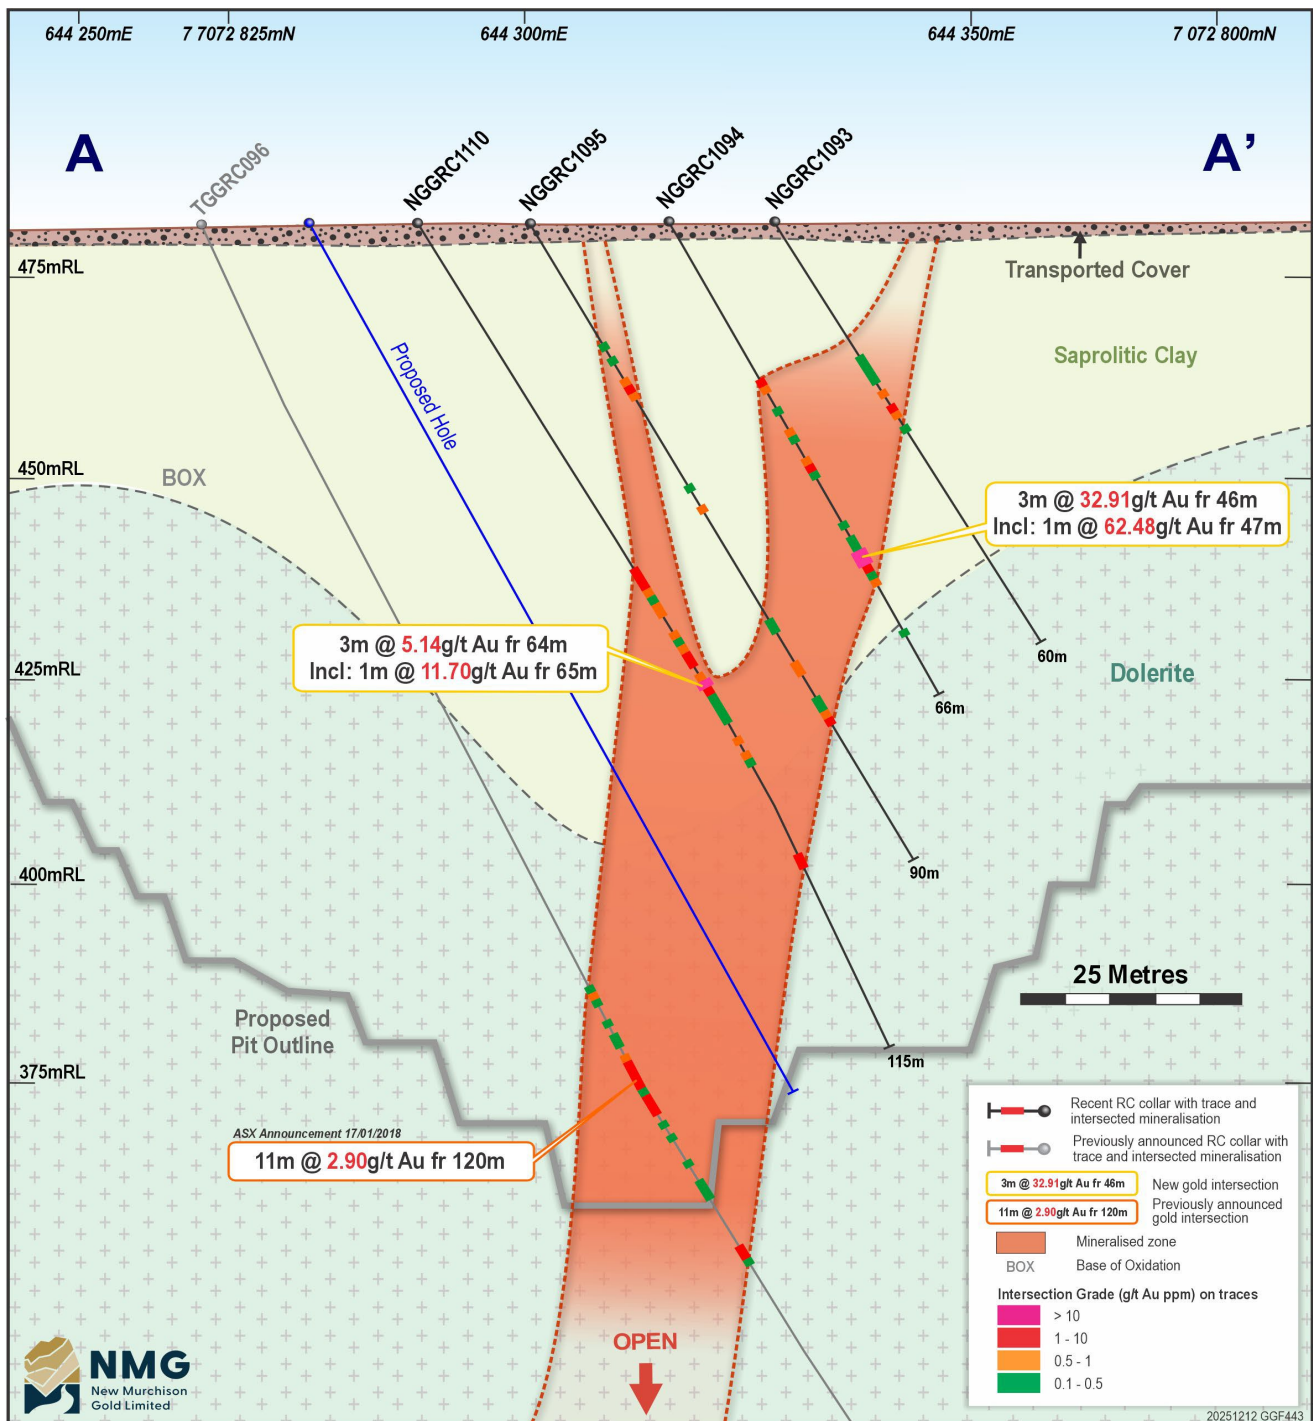 644 250mE
7 7072 825mN
644 300mE
644 350mE
7 072 800mN
A
A’
TGGRC096
NGGRC1110
NGGRC1095
NGGRC1094
NGGRC1093
475mRL
Transported Cover
Saprolitic Clay
Proposed Hole
450mRL
BOX
3m @ 32.91g/t Au fr 46m
Incl: 1m @ 62.48g/t Au fr 47m
3m @ 5.14g/t Au fr 64m
Incl: 1m @ 11.70g/t Au fr 65m
60m
425mRL
Dolerite
66m
90m
400mRL
25 Metres
Proposed
Pit Outline
115m
375mRL
ASX Announcement 17/01/2018
11m @ 2.90g/t Au fr 120m
Recent RC collar with trace and
intersected mineralisation
Previously announced RC collar with
trace and intersected mineralisation
3m @ 32.91g/t Au fr 46m
New gold intersection
11m @ 2.90g/t Au fr 120m
Previously announced
gold intersection
Mineralised zone
BOX
Base of Oxidation
Intersection Grade (g/t Au ppm) on traces
> 10
1 - 10
0.5 - 1
0.1 - 0.5
OPEN
NMG
New Murchison
Gold Limited
20251212 GGF443